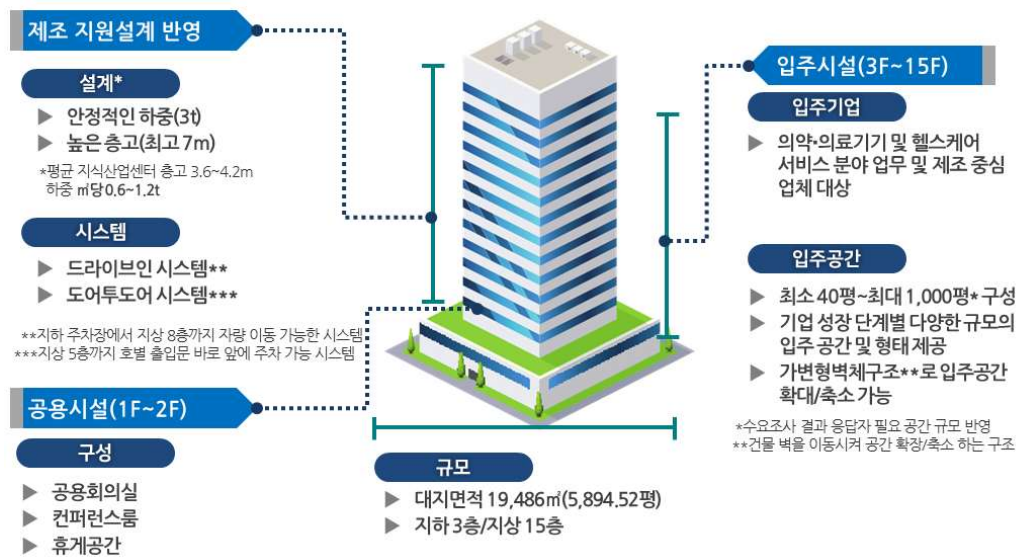 제조 지원설계 반영
설계*
▶ 안정적인 하중(3t)
▶ 높은 층고(최고 7m)
*평균 지식산업센터 층고 3.6~4.2m
하중 ㎡당 0.6~1.2t
시스템
▶ 드라이브인 시스템**
▶ 도어투도어 시스템***
**지하 주차장에서 지상 8층까지 자량 이동 가능한 시스템
***지상 5층까지 호별 출입문 바로 앞에 주차 가능 시스템
공용시설(1F~2F)
구성
▶ 공용회의실
▶ 컨퍼런스룸
▶ 휴게공간
규모
▶ 대지면적 19,486㎡(5,894.52평)
▶ 지하 3층/지상 15층
입주시설(3F~15F)
입주기업
▶ 의약·의료기기 및 헬스케어
서비스 분야 업무 및 제조 중심
업체 대상
입주공간
▶ 최소 40평~최대 1,000평* 구성
▶ 기업 성장 단계별 다양한 규모의
입주 공간 및 형태 제공
▶ 가변형벽체구조**로 입주공간
확대/축소 가능
*수요조사 결과 응답자 필요 공간 규모 반영
**건물 벽을 이동시켜 공간 확장/축소 하는 구조